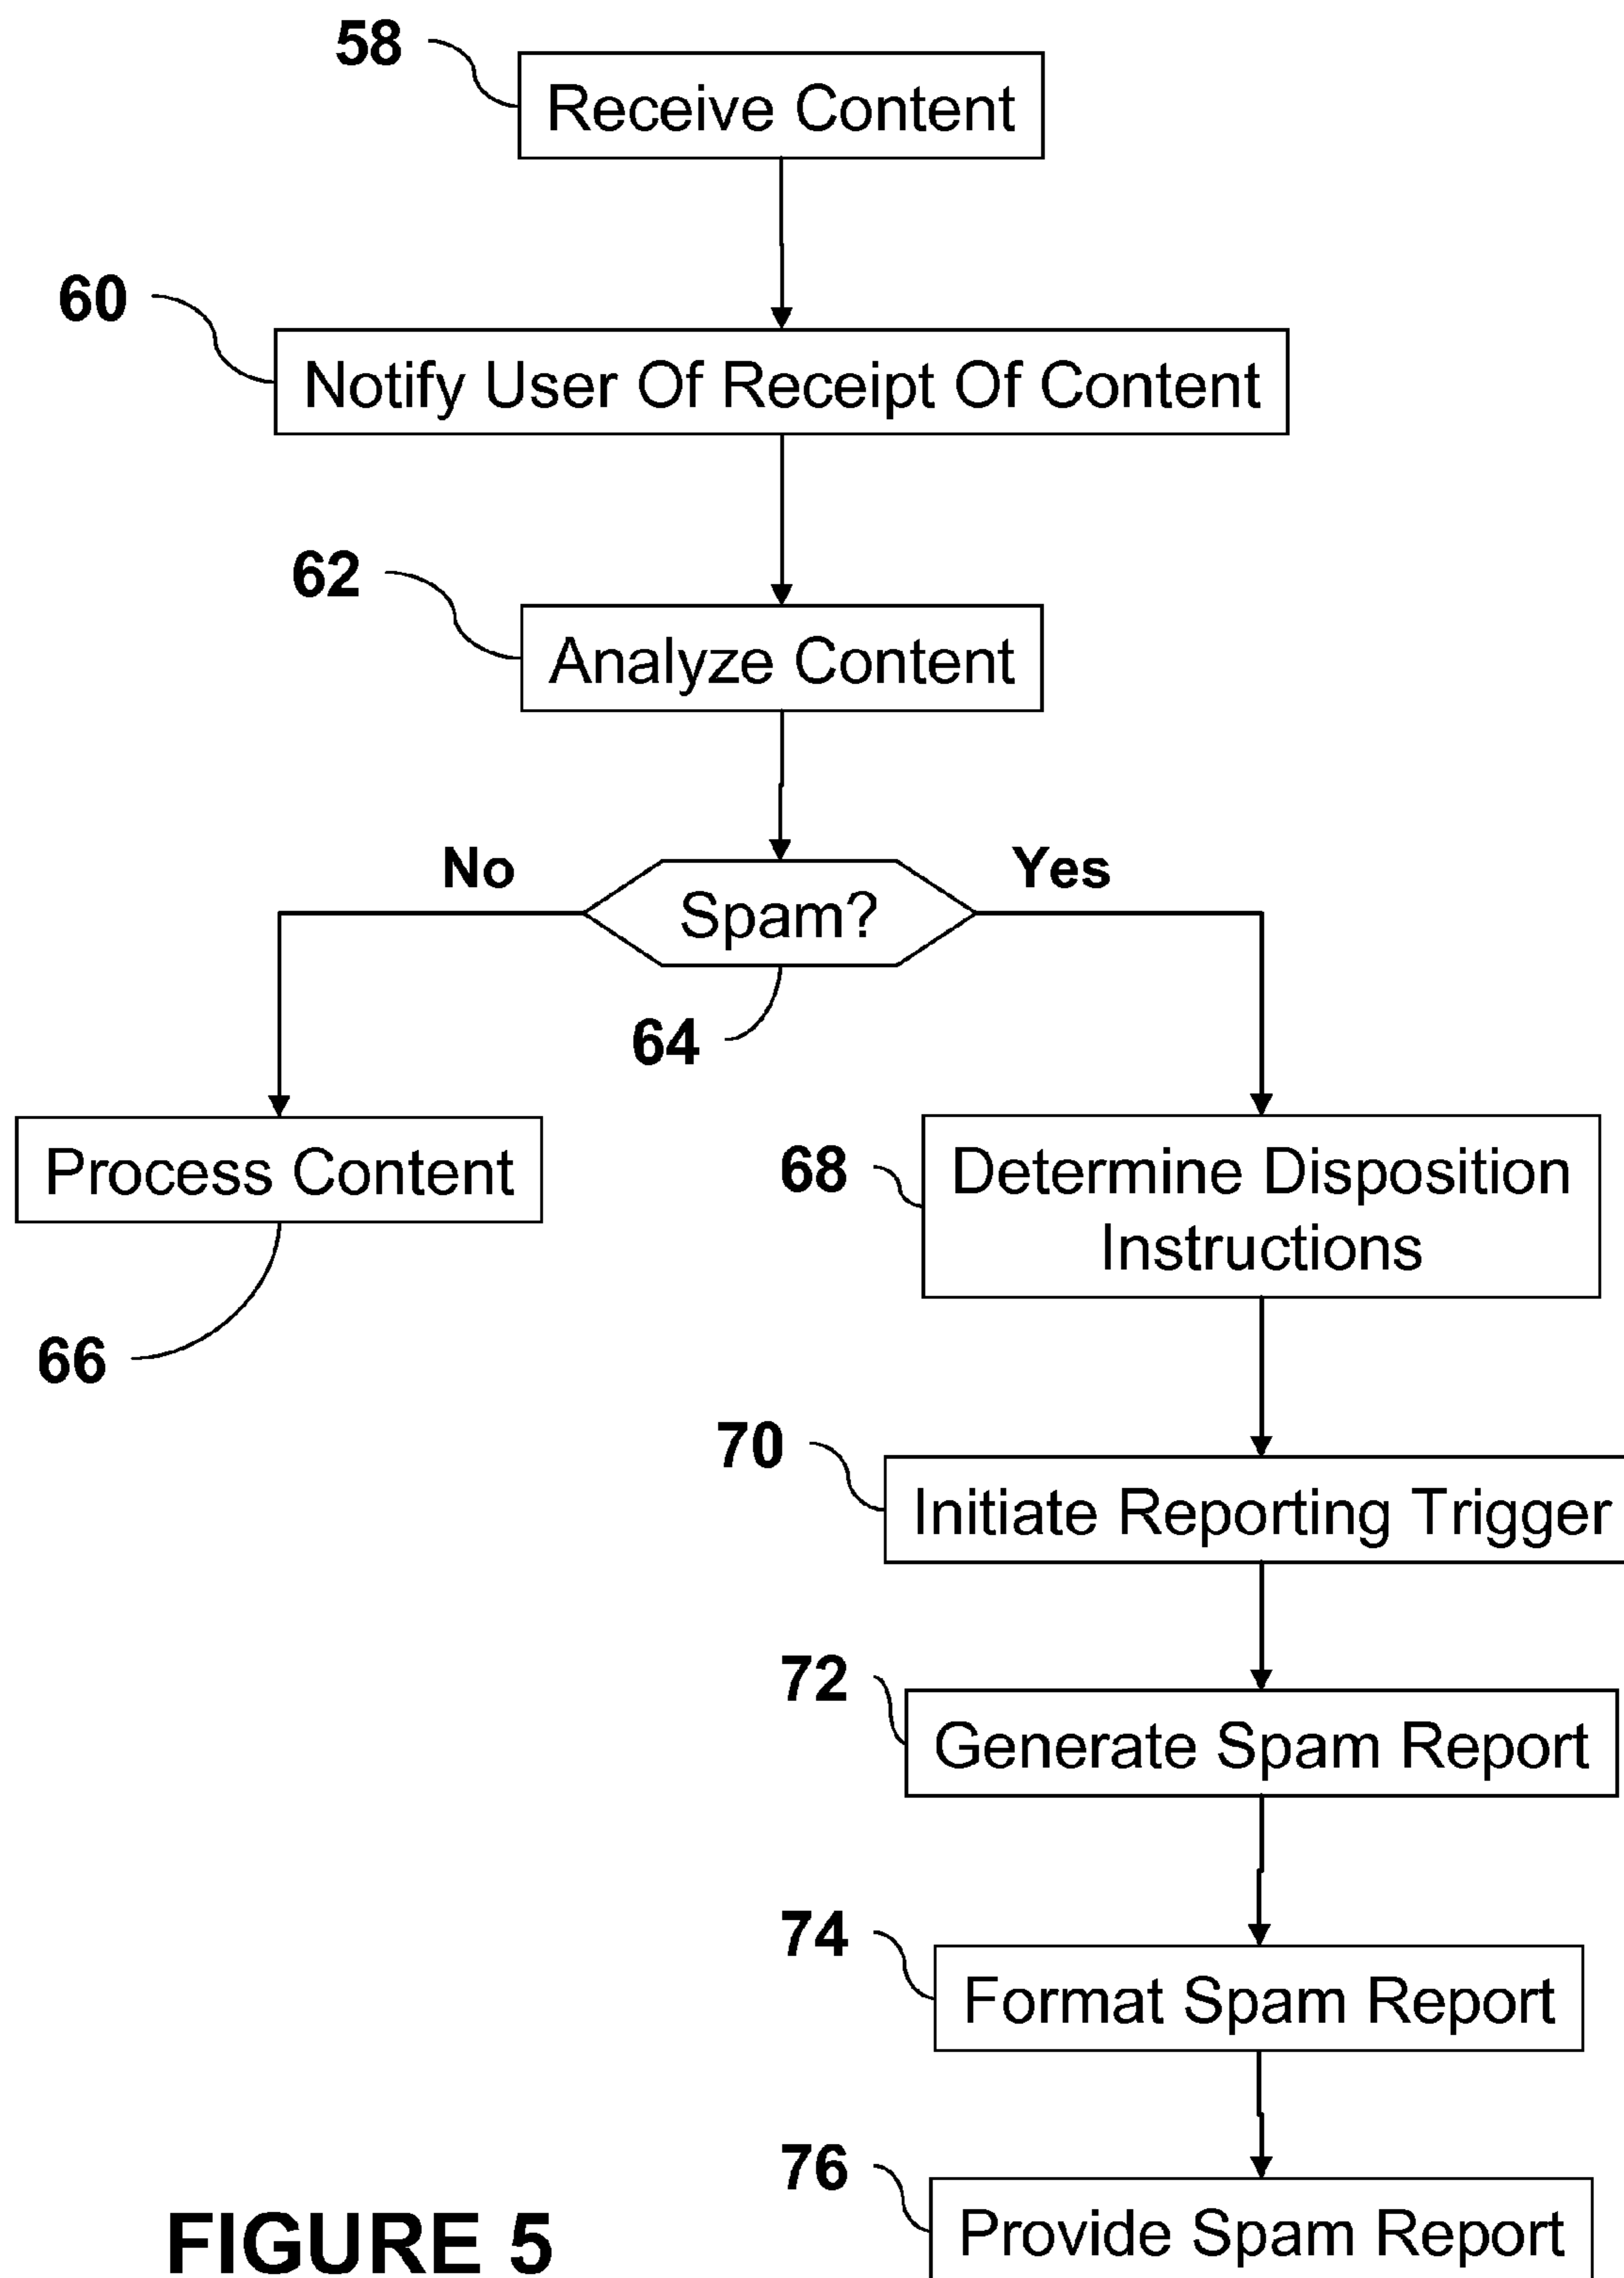 58
Receive Content
60
Notify User Of Receipt Of Content
62
Analyze Content
No
Yes
Spam?
64
Process Content
66
68
Determine Disposition
Instructions
70
Initiate Reporting Trigger
72
Generate Spam Report
74
Format Spam Report
76
Provide Spam Report
FIGURE 5